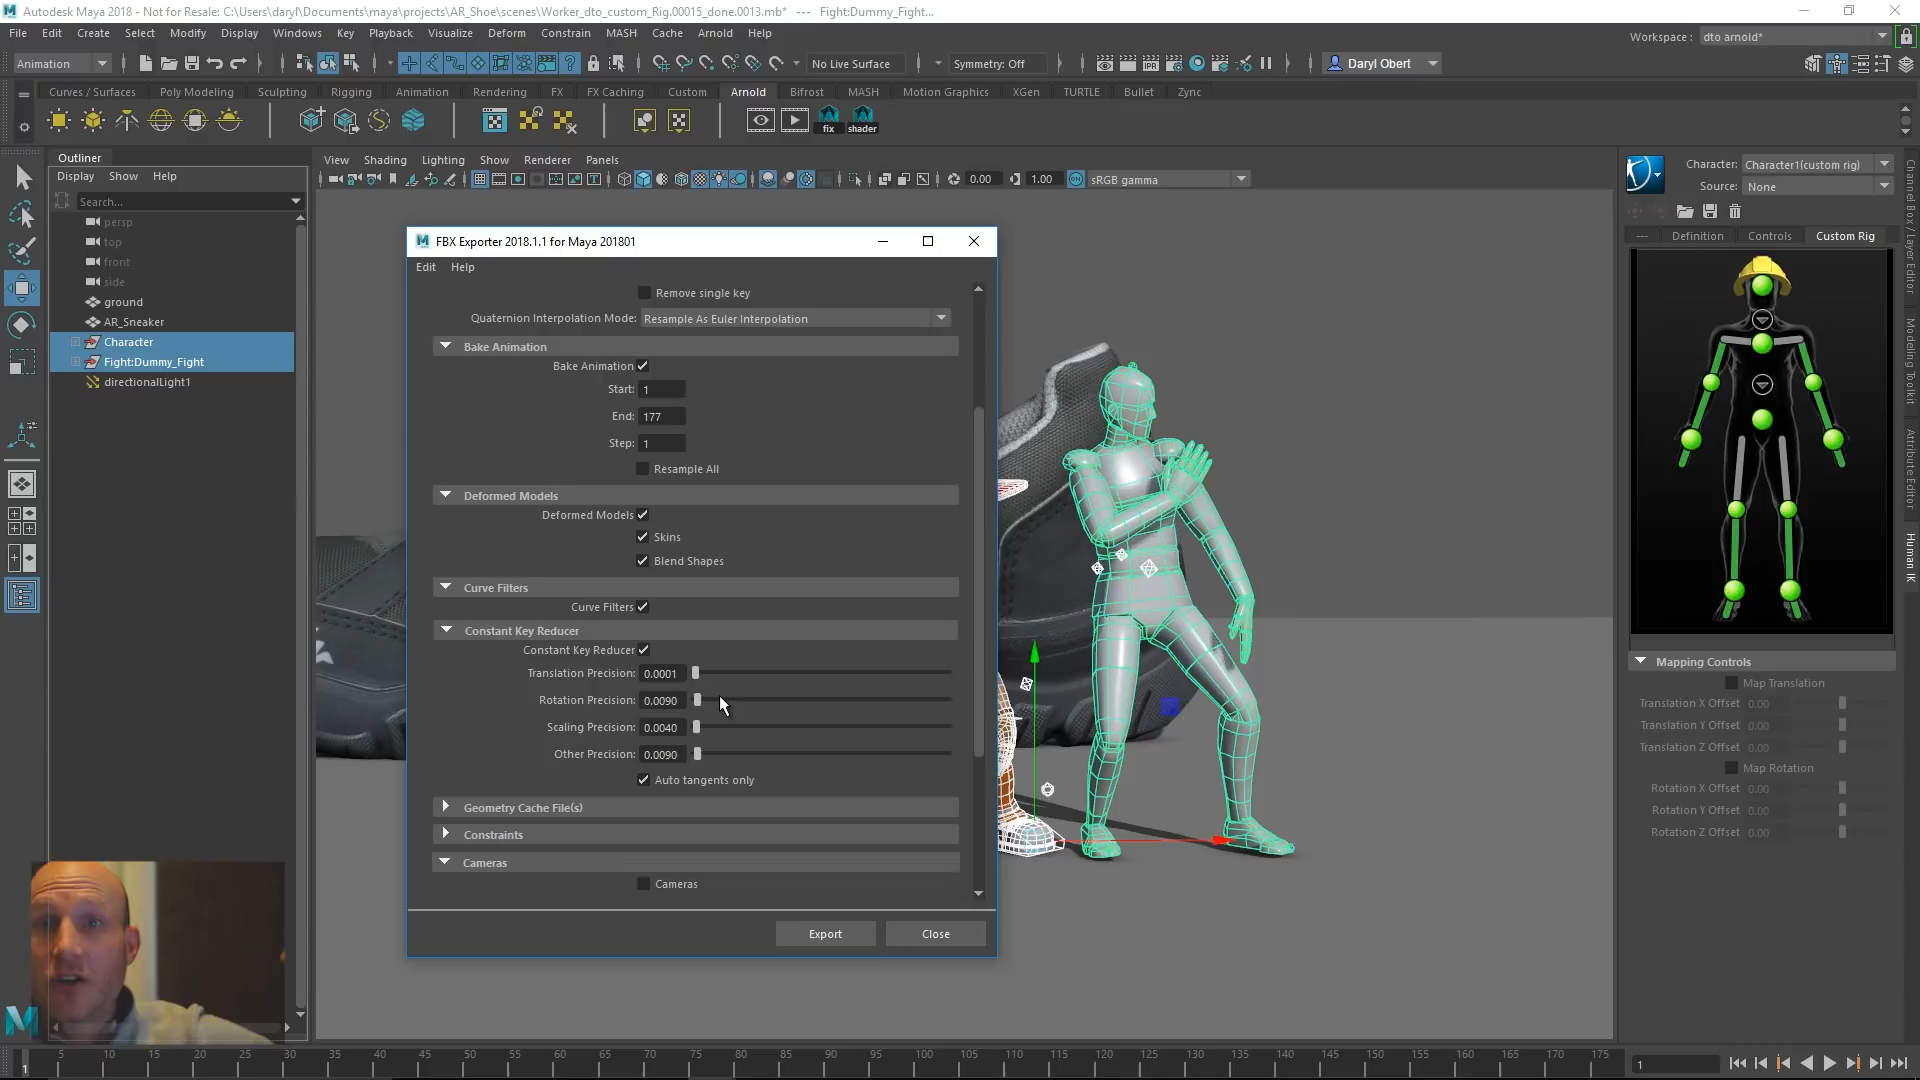 Autodesk Maya 2018 - Not for Resale: C:\Users\daryl\Documents\maya\projects\AR_Shoe\scenes\Worker_dto_custom_Rig.00015_done.0013.mb* --- Fight:Dummy_Fight...
File Edit Create Select Modify Display Windows Key Playback Visualize Deform Constrain MASH Cache Arnold Help
Workspace : dto arnold*
Animation No Live Surface Symmetry: Off Daryl Obert
Curves / Surfaces Poly Modeling Sculpting Rigging Animation Rendering FX FX Caching Custom Arnold Bifrost MASH Motion Graphics XGen TURTLE Bullet Zync
fix shader
Outliner
Display Show Help
Search...
persp
top
front
side
ground
AR_Sneaker
Character
Fight:Dummy_Fight
directionalLight1
View Shading Lighting Show Renderer Panels
0.00 1.00 sRGB gamma
FBX Exporter 2018.1.1 for Maya 201801
Edit Help
Remove single key
Quaternion Interpolation Mode: Resample As Euler Interpolation
Bake Animation
Bake Animation
Start: 1
End: 177
Step: 1
Resample All
Deformed Models
Deformed Models
Skins
Blend Shapes
Curve Filters
Curve Filters
Constant Key Reducer
Constant Key Reducer
Translation Precision: 0.0001
Rotation Precision: 0.0090
Scaling Precision: 0.0040
Other Precision: 0.0090
Auto tangents only
Geometry Cache File(s)
Constraints
Cameras
Cameras
Export Close
Character: Character1(custom rig)
Source: None
--- Definition Controls Custom Rig
Mapping Controls
Map Translation
Translation X Offset 0.00
Translation Y Offset 0.00
Translation Z Offset 0.00
Map Rotation
Rotation X Offset 0.00
Rotation Y Offset 0.00
Rotation Z Offset 0.00
Channel Box / Layer Editor
Modeling Toolkit
Attribute Editor
Human IK
1 5 10 15 20 25 30 35 40 45 50 55 60 65 70 75 80 85 90 95 100 105 110 115 120 125 130 135 140 145 150 155 160 165 170 175
1